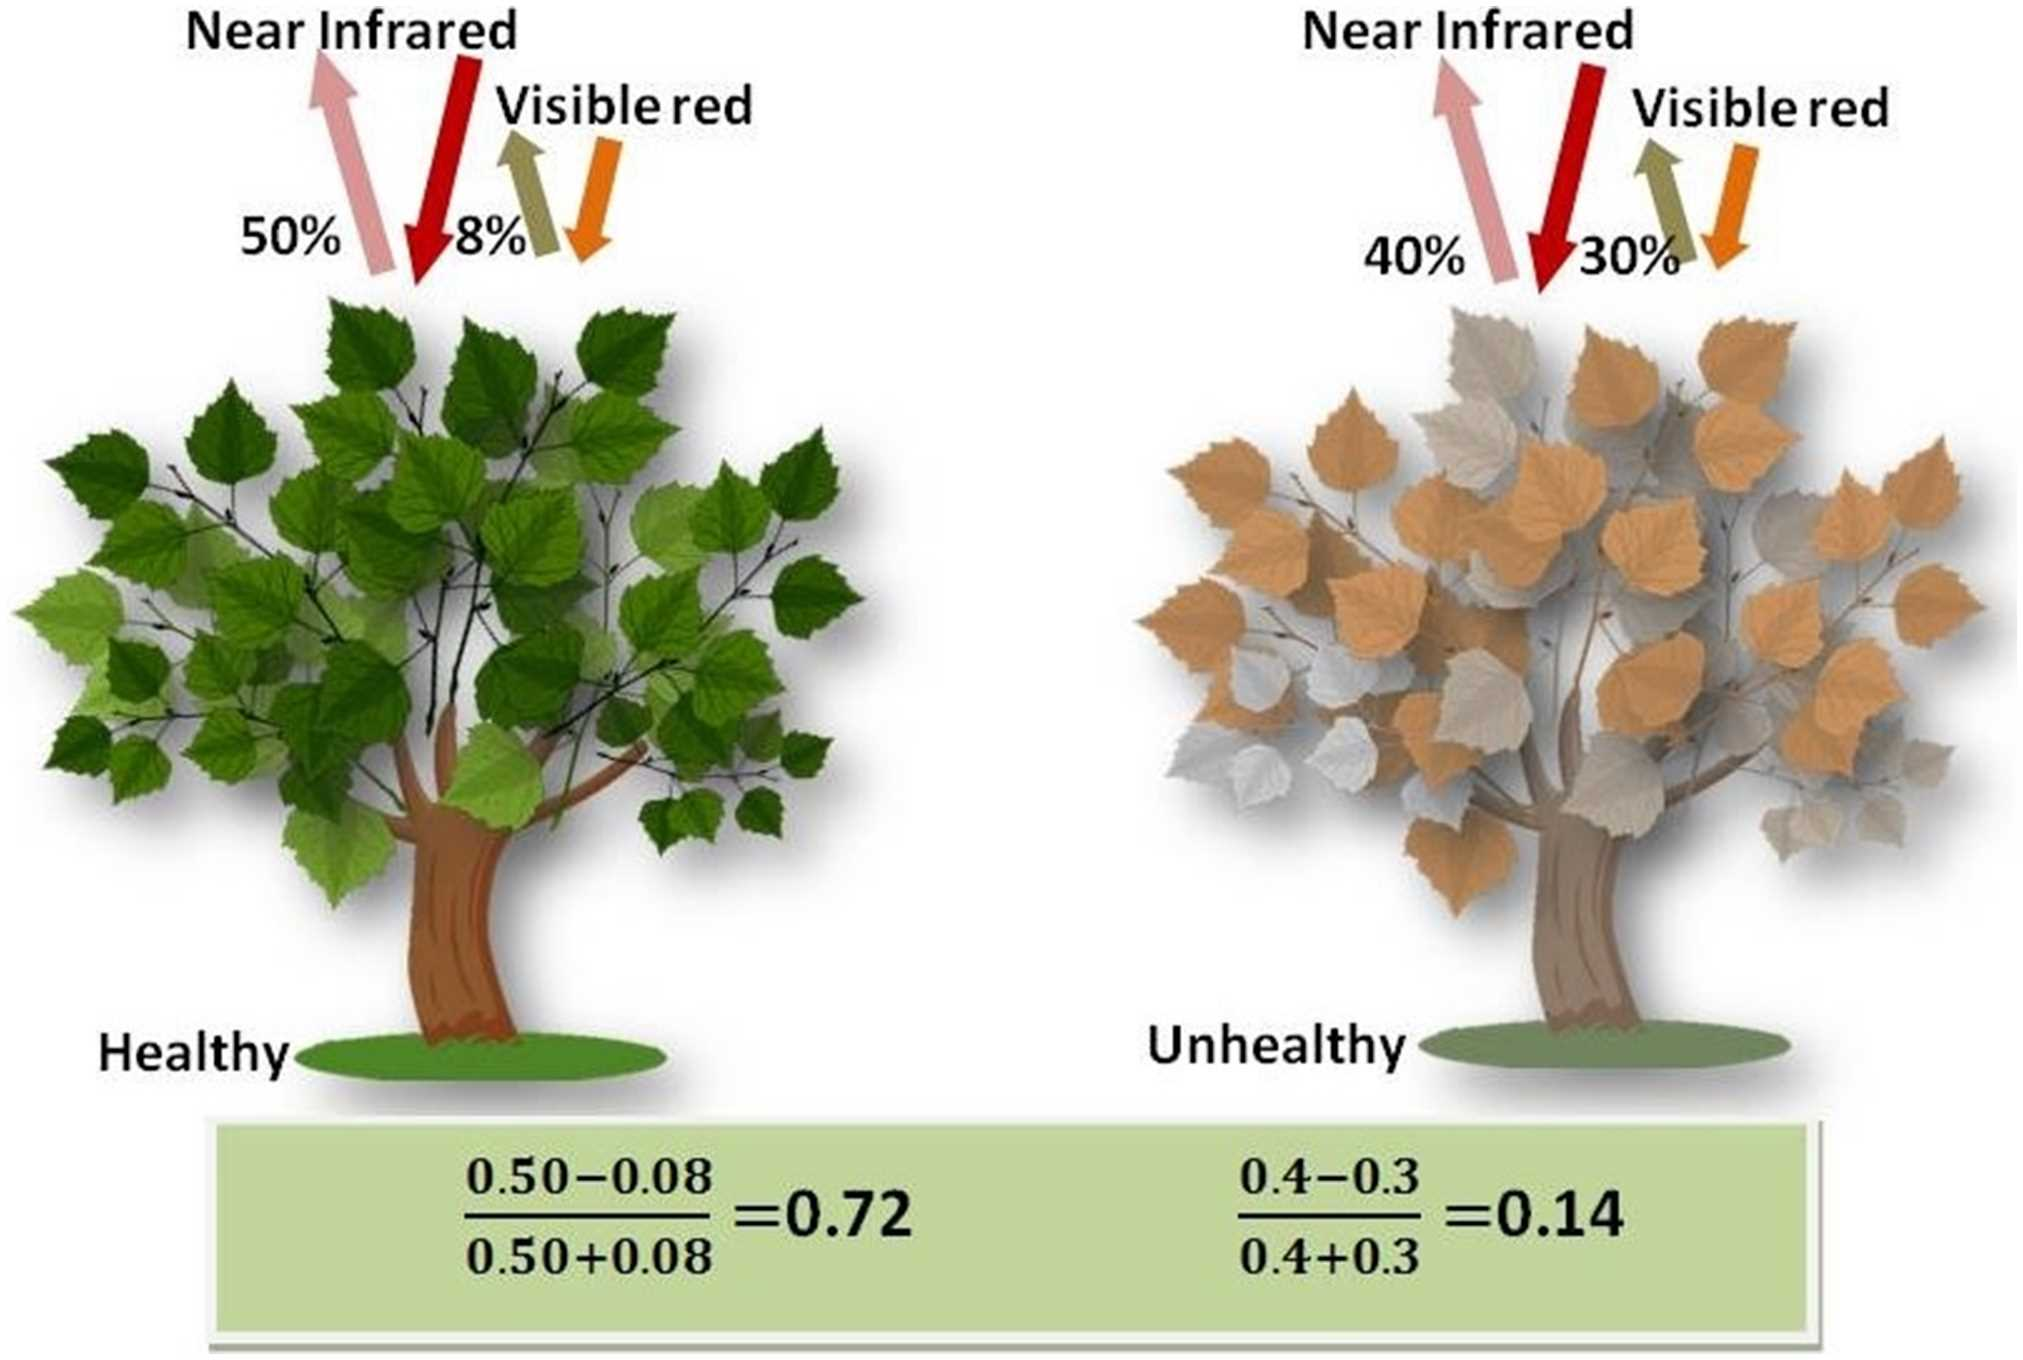 Near Infrared
Visible red
50%
8%
Healthy
Near Infrared
Visible red
40%
30%
Unhealthy
0.50−0.08
0.50+0.08
=0.72
0.4−0.3
0.4+0.3
=0.14